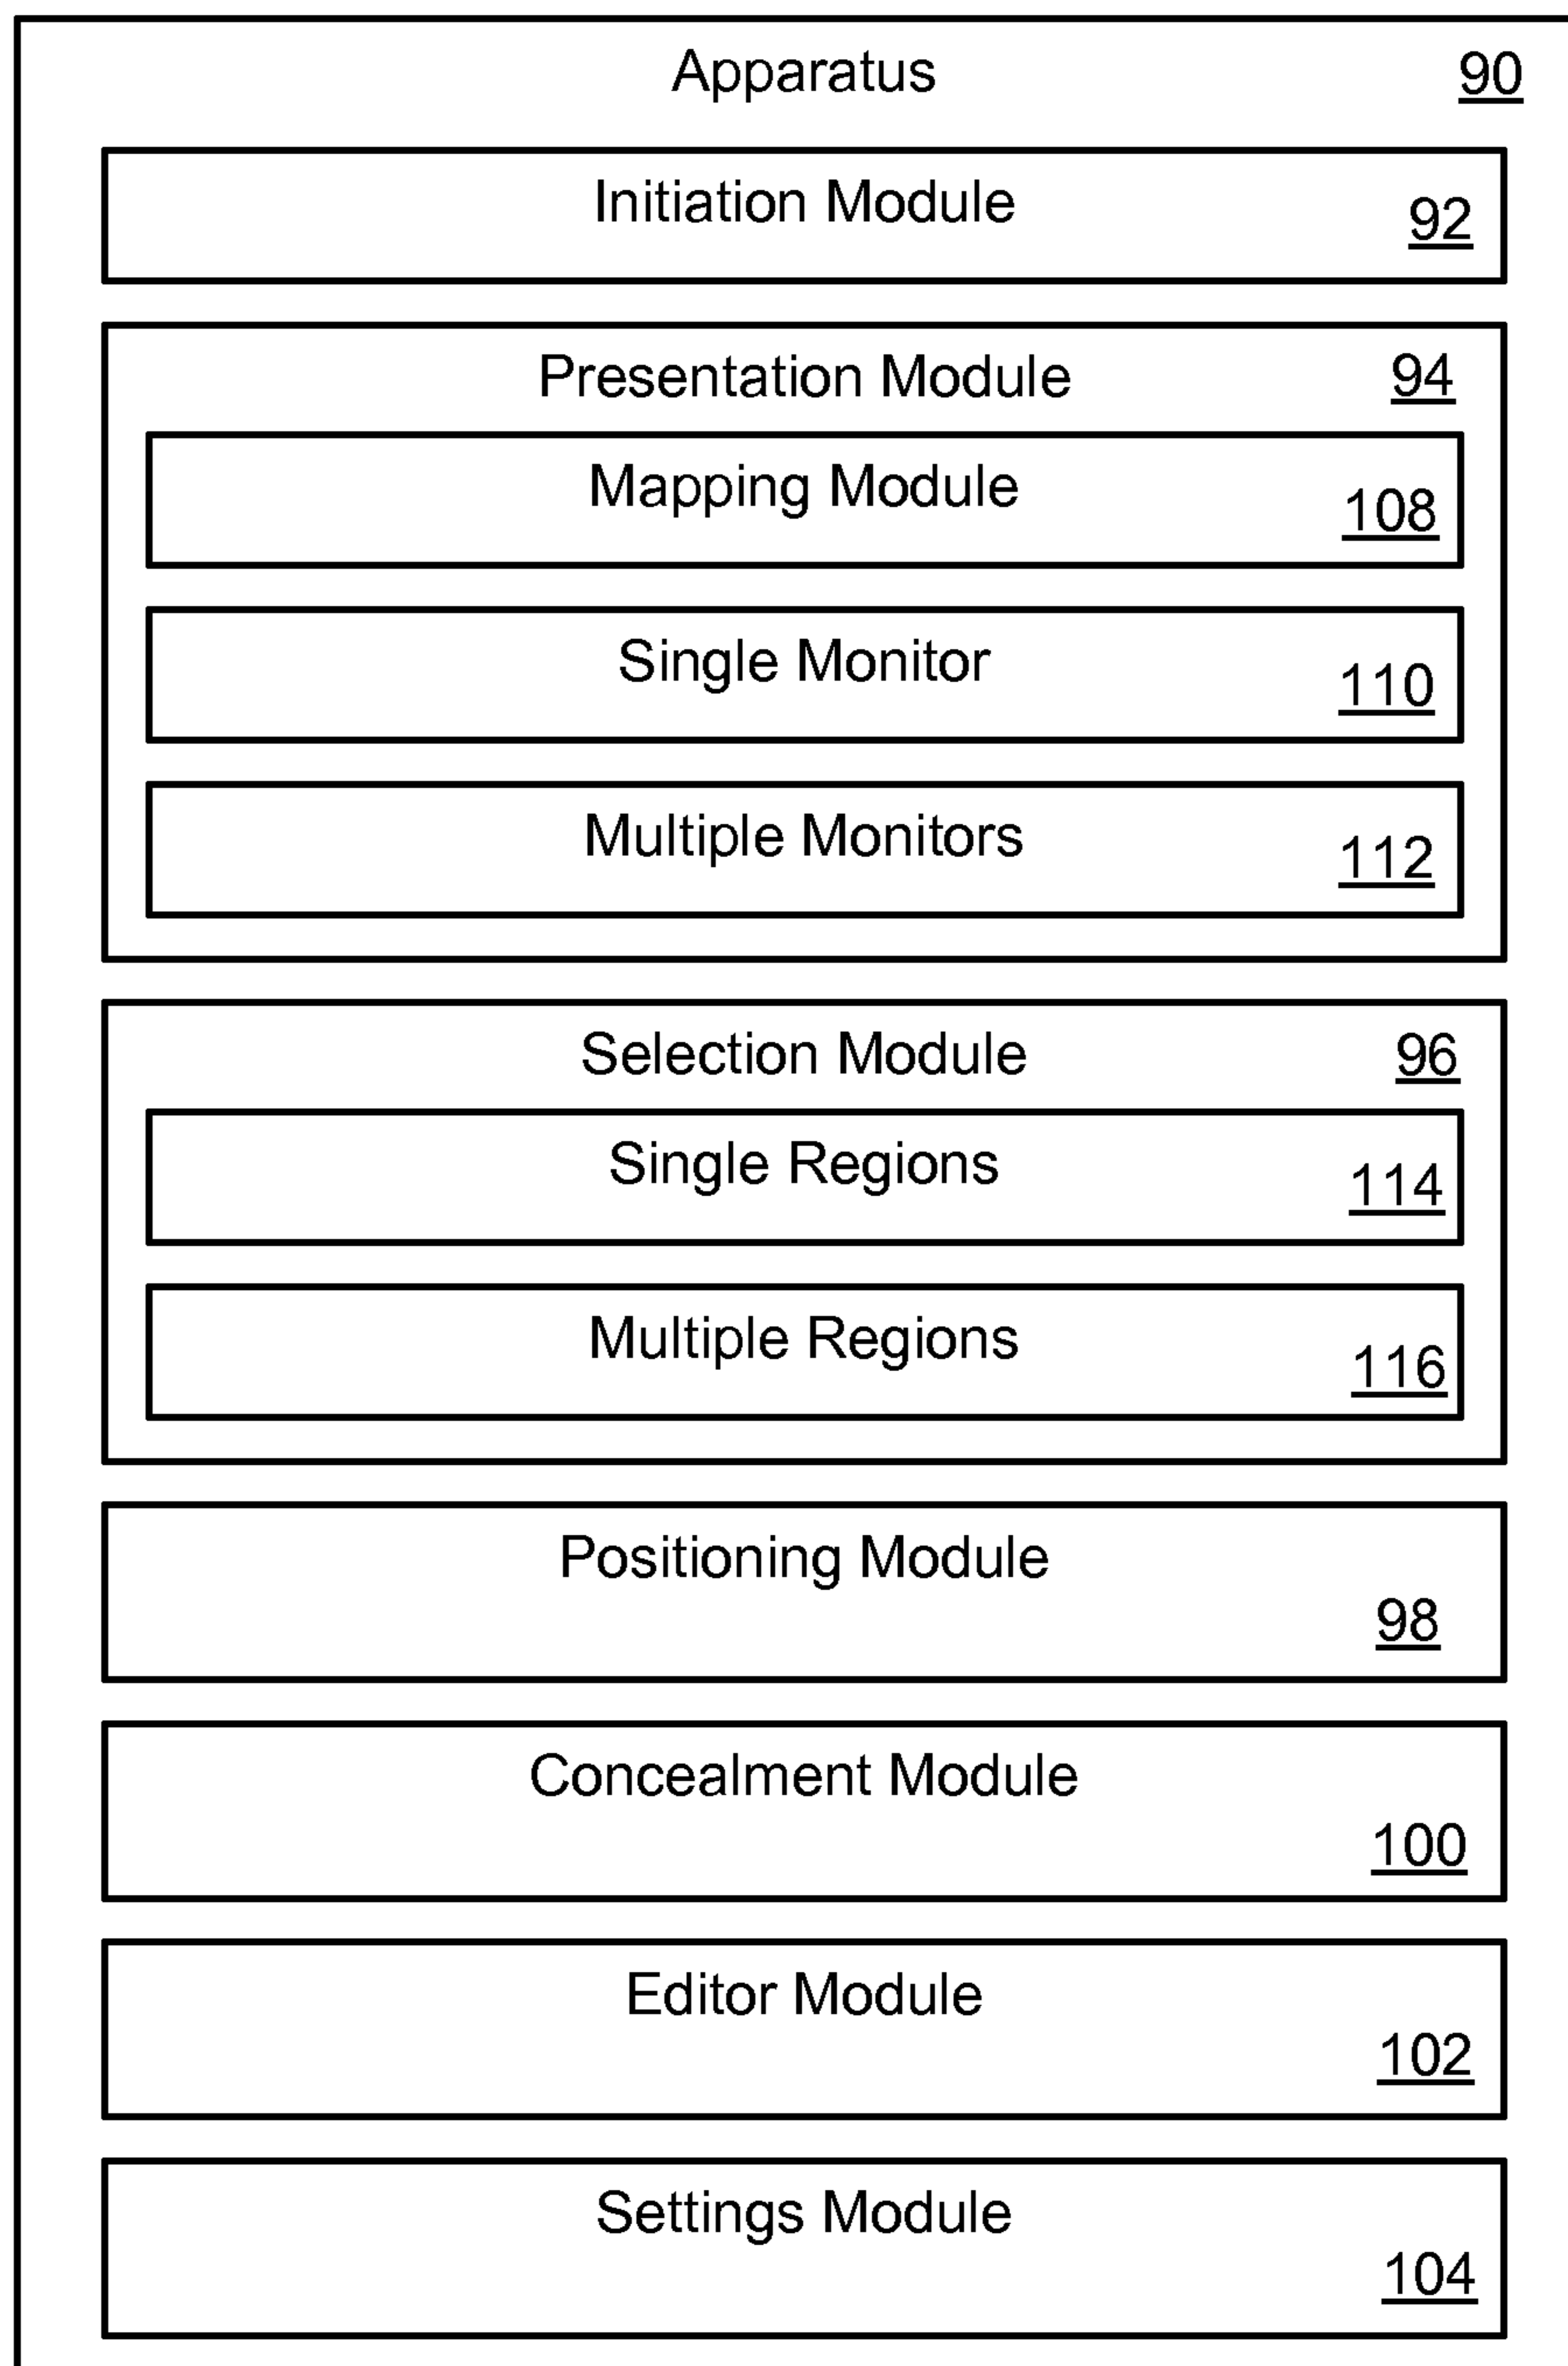 Apparatus 90
Initiation Module 92
Presentation Module 94
Mapping Module 108
Single Monitor 110
Multiple Monitors 112
Selection Module 96
Single Regions 114
Multiple Regions 116
Positioning Module 98
Concealment Module 100
Editor Module 102
Settings Module 104